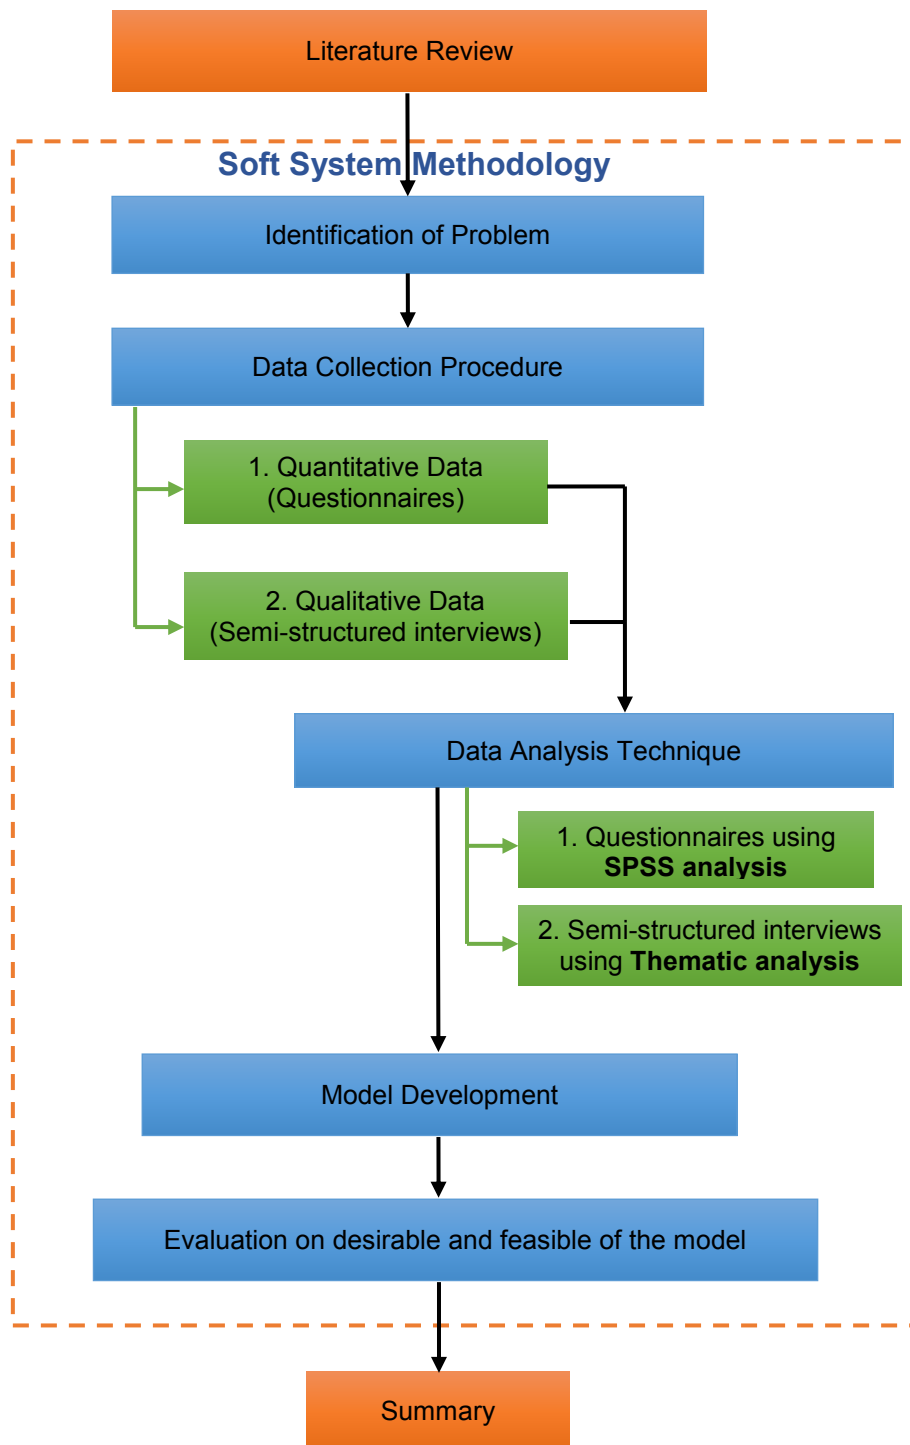 Literature Review
Soft System Methodology
Identification of Problem
Data Collection Procedure
1. Quantitative Data
(Questionnaires)
2. Qualitative Data
(Semi-structured interviews)
Data Analysis Technique
1. Questionnaires using
SPSS analysis
2. Semi-structured interviews
using Thematic analysis
Model Development
Evaluation on desirable and feasible of the model
Summary